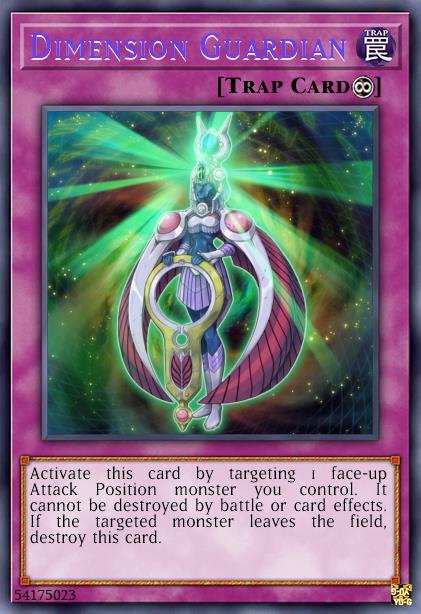 DIMENSION GUARDIAN
TRAP
罠
[TRAP CARD]
Activate this card by targeting 1 face-up
Attack Position monster you control. It
cannot be destroyed by battle or card effects.
If the targeted monster leaves the field,
destroy this card.
54175023